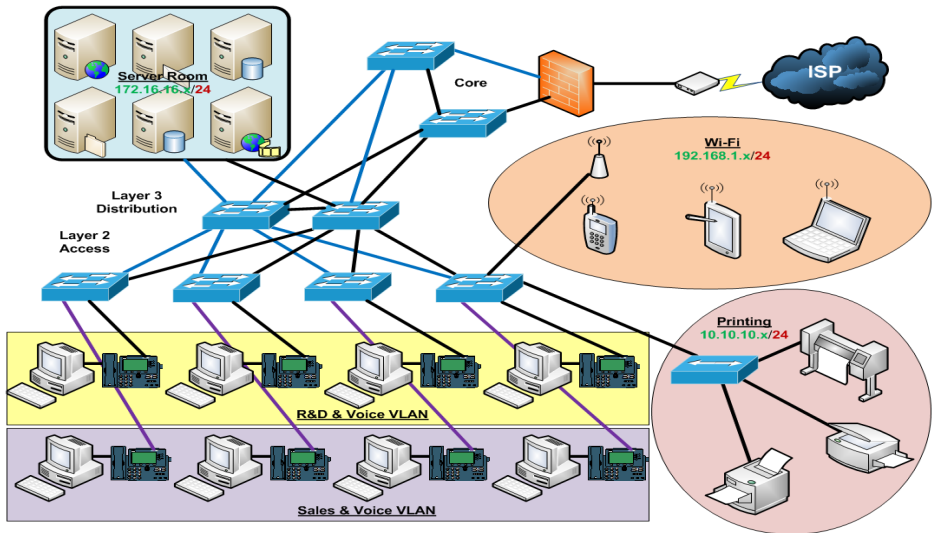 Server Room
172.16.16.x/24
Core
ISP
Wi-Fi
192.168.1.x/24
Layer 3
Distribution
Layer 2
Access
Printing
10.10.10.x/24
R&D & Voice VLAN
Sales & Voice VLAN